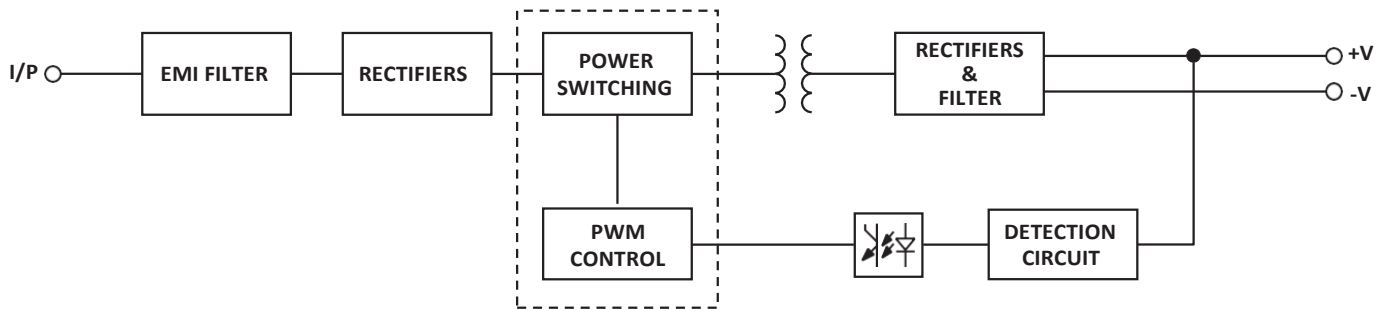 I/P
EMI FILTER
RECTIFIERS
POWER
SWITCHING
RECTIFIERS
&
FILTER
+V
-V
PWM
CONTROL
DETECTION
CIRCUIT